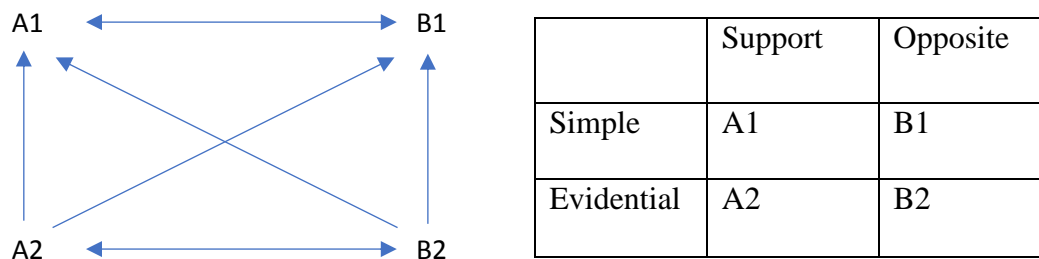 A1 B1
A2 B2
Support Opposite
Simple A1 B1
Evidential A2 B2